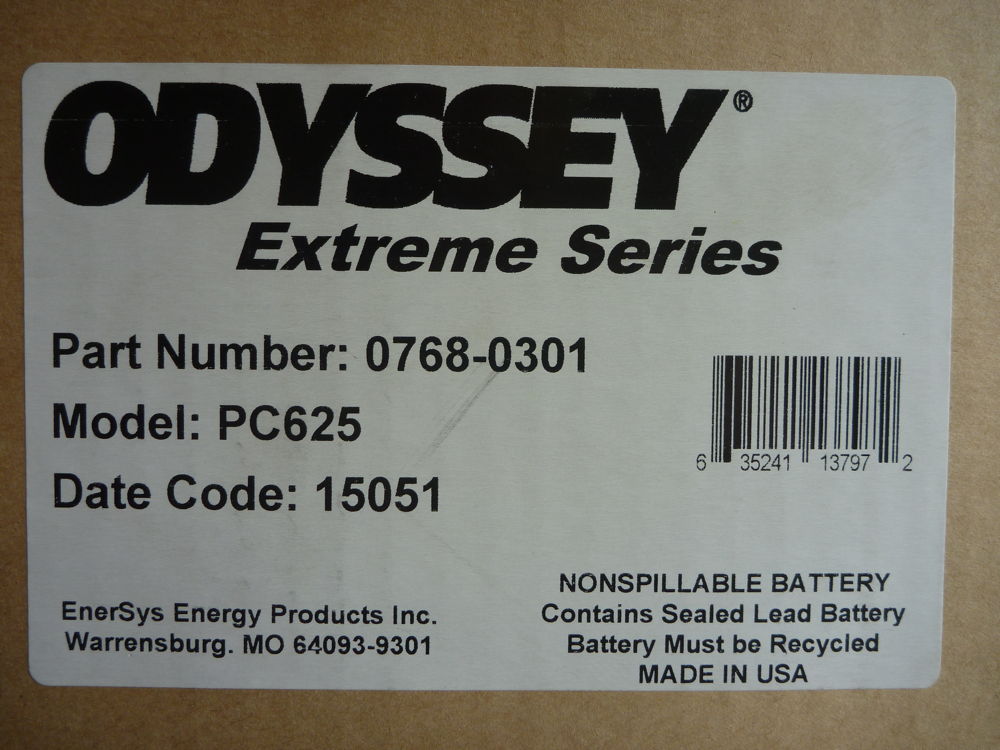 ODYSSEY®
Extreme Series
Part Number: 0768-0301
Model: PC625
Date Code: 15051
6 35241 13797 2
EnerSys Energy Products Inc.
Warrensburg. MO 64093-9301
NONSPILLABLE BATTERY
Contains Sealed Lead Battery
Battery Must be Recycled
MADE IN USA